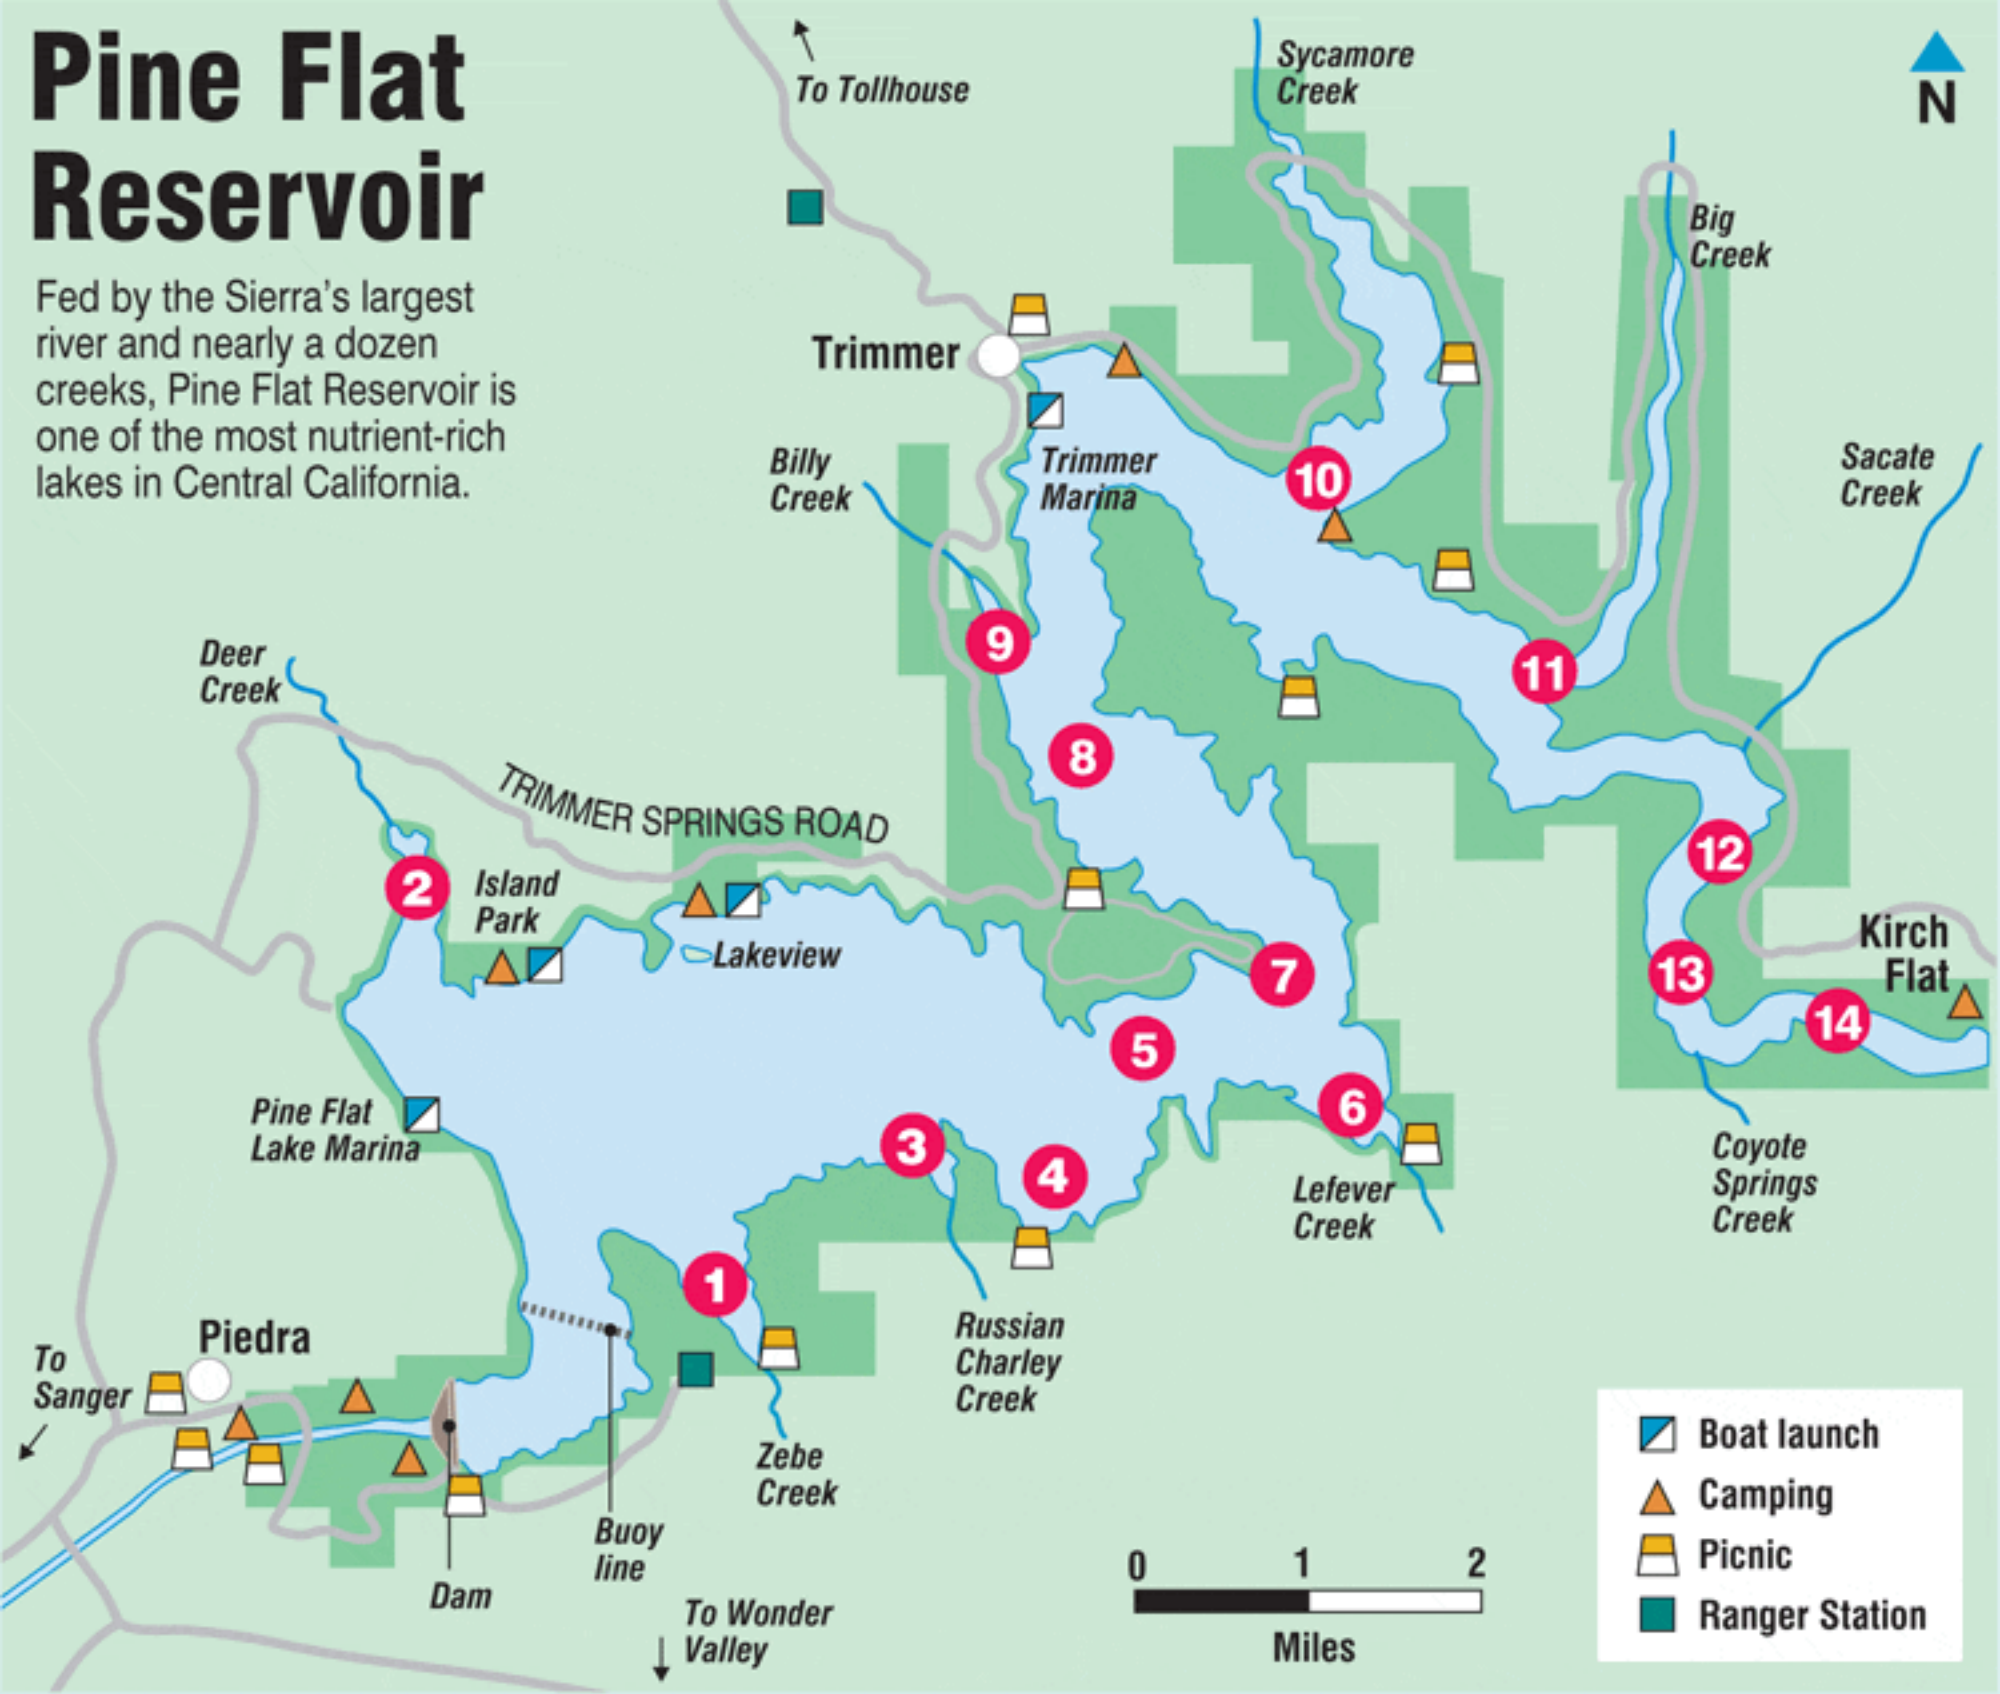 Pine Flat
Reservoir
Fed by the Sierra's largest
river and nearly a dozen
creeks, Pine Flat Reservoir is
one of the most nutrient-rich
lakes in Central California.
To Tollhouse
Sycamore
Creek
N
Big
Creek
Trimmer
Billy
Creek
Trimmer
Marina
10
Sacate
Creek
Deer
Creek
9
11
8
TRIMMER SPRINGS ROAD
12
2
Island
Park
Lakeview
7
13
Kirch
Flat
14
5
Pine Flat
Lake Marina
3
4
6
Lefever
Creek
Coyote
Springs
Creek
1
Piedra
To
Sanger
Russian
Charley
Creek
Zebe
Creek
Buoy
line
Dam
To Wonder
Valley
0 1 2
Miles
Boat launch
Camping
Picnic
Ranger Station